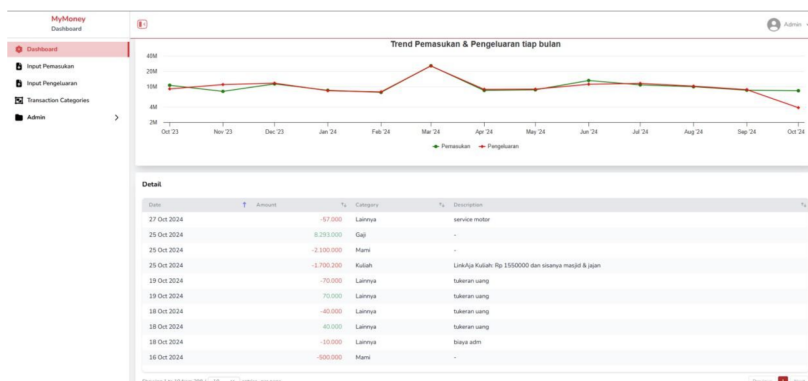 MyMoney
Dashboard
Admin
Dashboard
Input Pemasukan
Input Pengeluaran
Transaction Categories
Admin
Trend Pemasukan & Pengeluaran tiap bulan
40M
20M
10M
4M
2M
Oct '23 Nov '23 Dec '23 Jan '24 Feb '24 Mar '24 Apr '24 May '24 Jun '24 Jul '24 Aug '24 Sep '24 Oct '24
Pemasukan Pengeluaran
Detail
Date Amount Category Description
27 Oct 2024 -57.000 Lainnya service motor
25 Oct 2024 8.293.000 Gaji -
25 Oct 2024 -2.100.000 Mami -
25 Oct 2024 -1.700.200 Kuliah LinkAja Kuliah: Rp 1550000 dan sisanya masjid & jajan
19 Oct 2024 -70.000 Lainnya tukeran uang
19 Oct 2024 70.000 Lainnya tukeran uang
18 Oct 2024 -40.000 Lainnya tukeran uang
18 Oct 2024 40.000 Lainnya tukeran uang
18 Oct 2024 -10.000 Lainnya biaya adm
16 Oct 2024 -500.000 Mami -